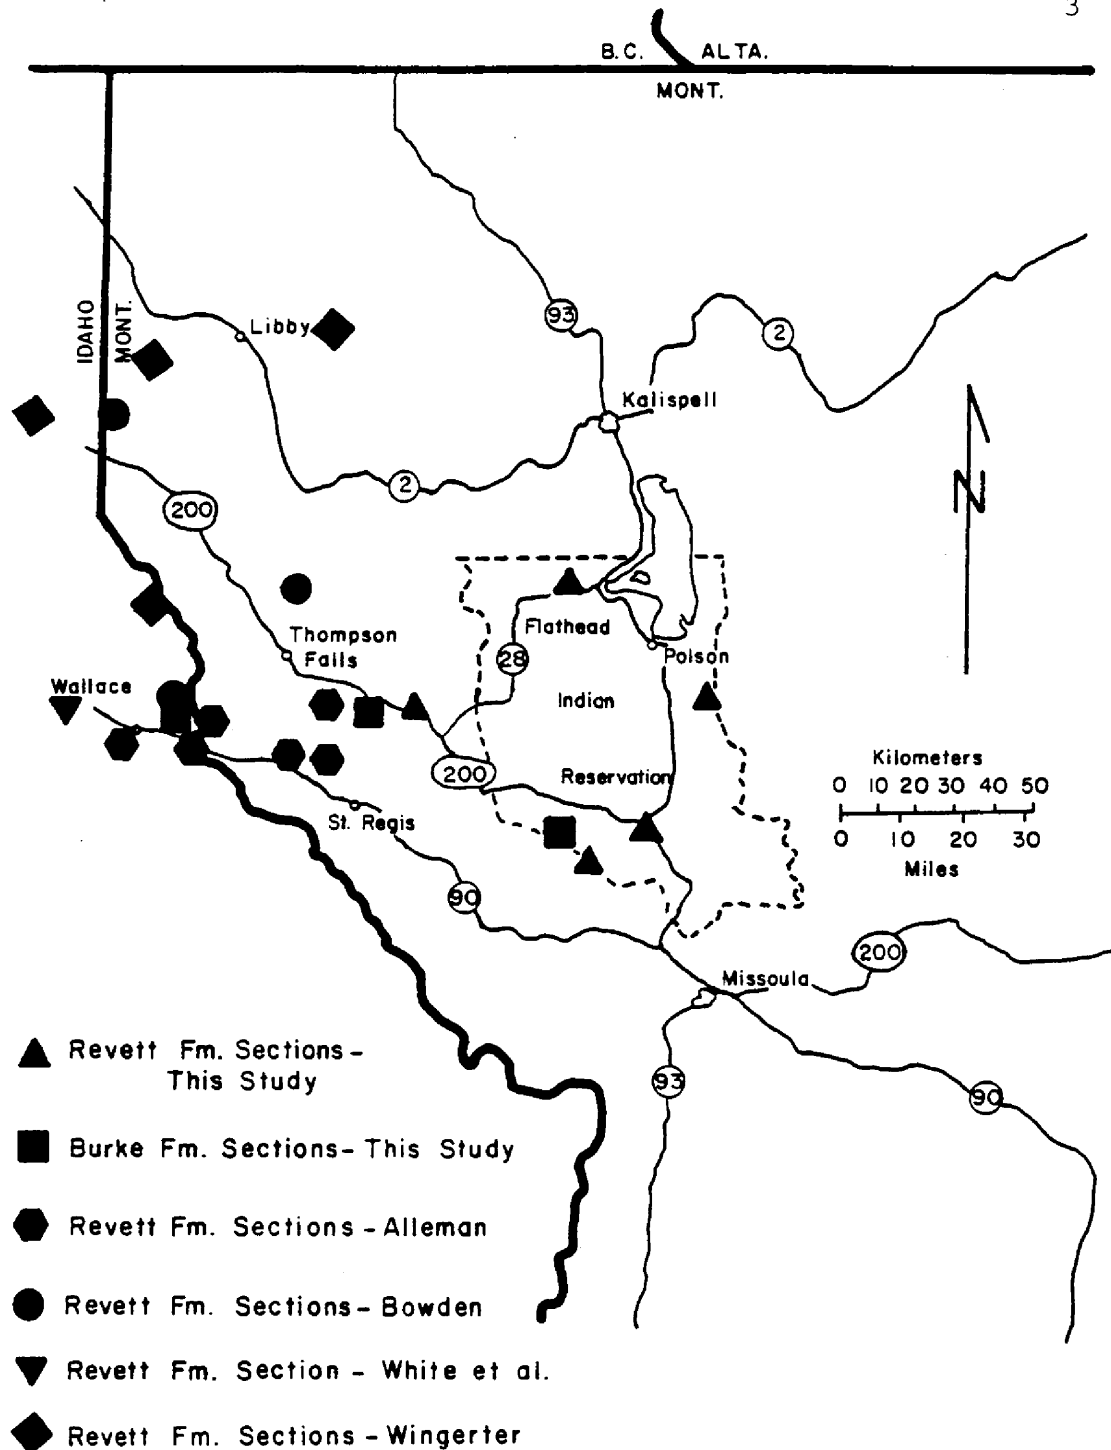 3
B.C. ALTA.
MONT.
IDAHO
MONT.
Libby
93
2
Kalispell
2
200
Thompson
Falls
Flathead
28
Polson
Wallace
Indian
200
Reservation
St. Regis
Kilometers
0 10 20 30 40 50
0 10 20 30
Miles
N
90
200
Missoula
93
90
Revett Fm. Sections-
This Study
Burke Fm. Sections- This Study
Revett Fm. Sections - Alleman
Revett Fm. Sections - Bowden
Revett Fm. Section - White et al.
Revett Fm. Sections - Wingerter